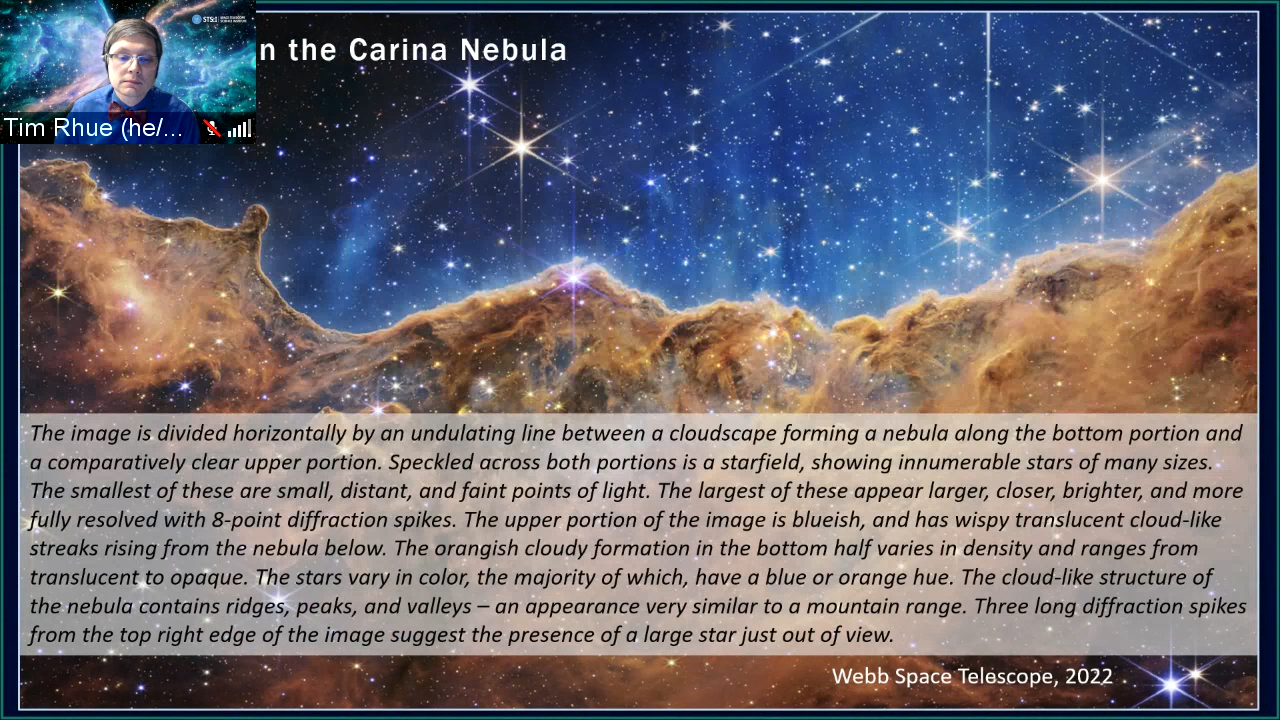 STScI | SPACE TELESCOPE
SCIENCE INSTITUTE
n the Carina Nebula
Tim Rhue (he/...
The image is divided horizontally by an undulating line between a cloudscape forming a nebula along the bottom portion and
a comparatively clear upper portion. Speckled across both portions is a starfield, showing innumerable stars of many sizes.
The smallest of these are small, distant, and faint points of light. The largest of these appear larger, closer, brighter, and more
fully resolved with 8-point diffraction spikes. The upper portion of the image is blueish, and has wispy translucent cloud-like
streaks rising from the nebula below. The orangish cloudy formation in the bottom half varies in density and ranges from
translucent to opaque. The stars vary in color, the majority of which, have a blue or orange hue. The cloud-like structure of
the nebula contains ridges, peaks, and valleys – an appearance very similar to a mountain range. Three long diffraction spikes
from the top right edge of the image suggest the presence of a large star just out of view.
Webb Space Telescope, 2022